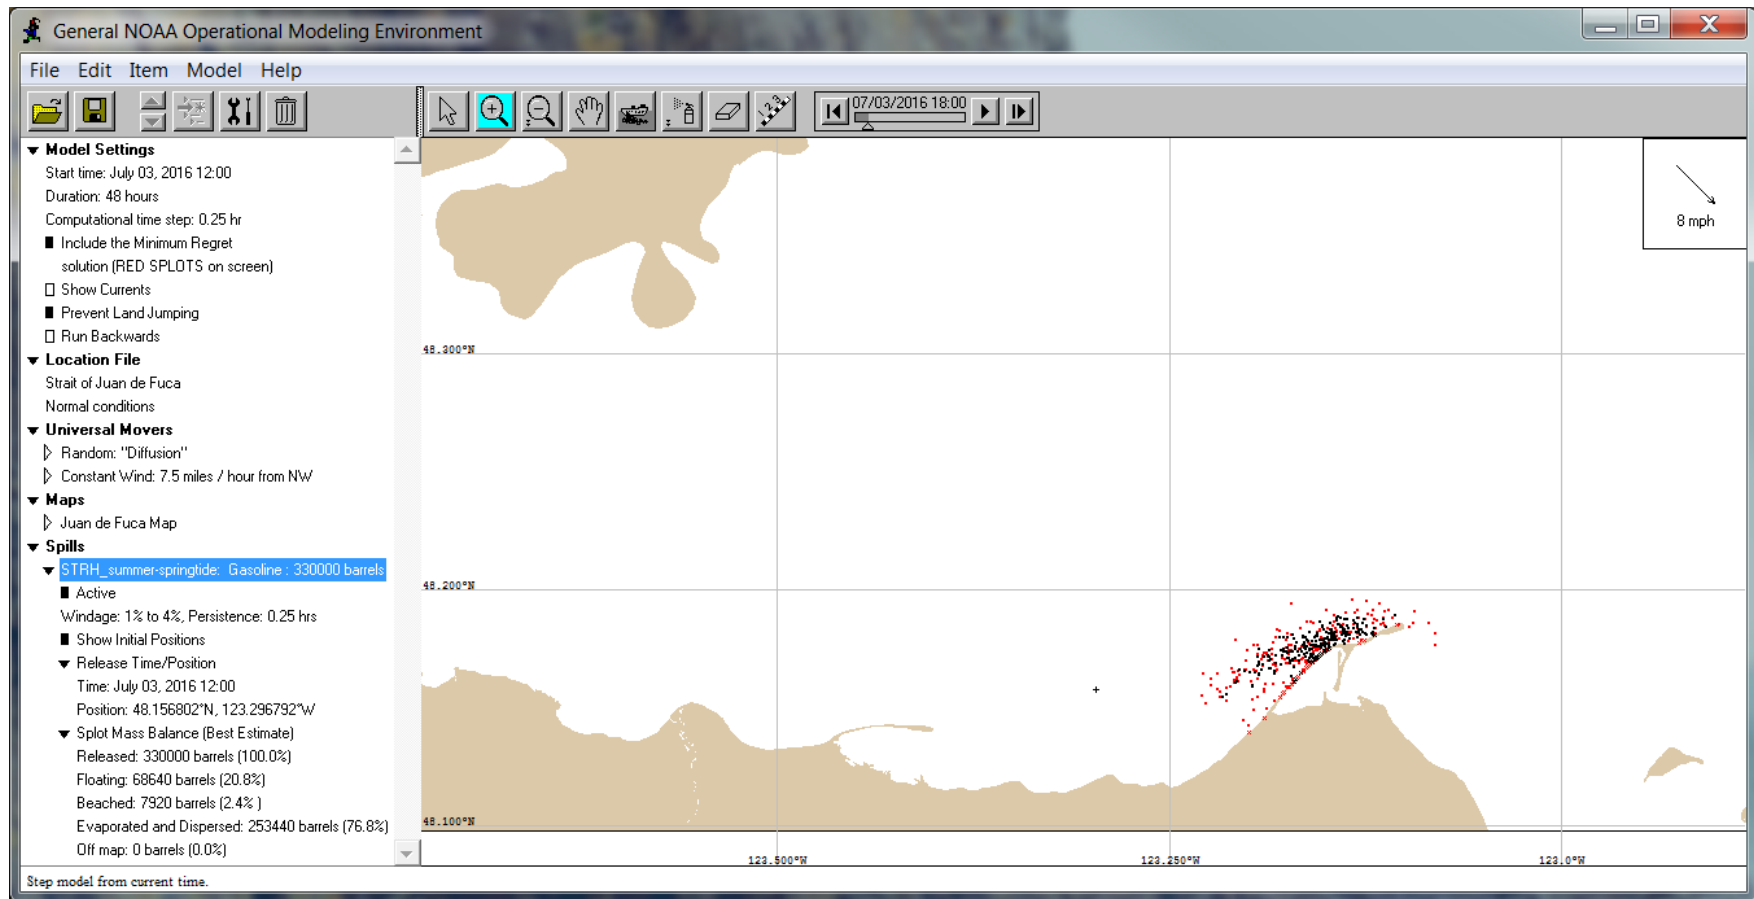 General NOAA Operational Modeling Environment
File Edit Item Model Help
07/03/2016 18:00
Model Settings
Start time: July 03, 2016 12:00
Duration: 48 hours
Computational time step: 0.25 hr
Include the Minimum Regret
solution (RED SPLOTS on screen)
Show Currents
Prevent Land Jumping
Run Backwards
Location File
Strait of Juan de Fuca
Normal conditions
Universal Movers
Random: "Diffusion"
Constant Wind: 7.5 miles / hour from NW
Maps
Juan de Fuca Map
Spills
STRH_summer-springtide: Gasoline : 330000 barrels
Active
Windage: 1% to 4%, Persistence: 0.25 hrs
Show Initial Positions
Release Time/Position
Time: July 03, 2016 12:00
Position: 48.156802°N, 123.296792°W
Splot Mass Balance (Best Estimate)
Released: 330000 barrels (100.0%)
Floating: 68640 barrels (20.8%)
Beached: 7920 barrels (2.4% )
Evaporated and Dispersed: 253440 barrels (76.8%)
Off map: 0 barrels (0.0%)
Step model from current time.
8 mph
48.300°N
48.200°N
48.100°N
123.500°W 123.250°W 123.0°W